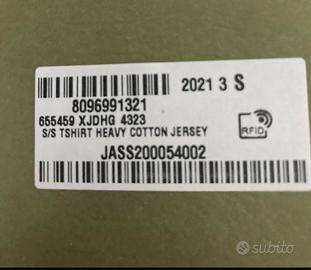 2021 3 S
8096991321
655459 XJDHG 4323
S/S TSHIRT HEAVY COTTON JERSEY
RFID
JASS200054002
subito